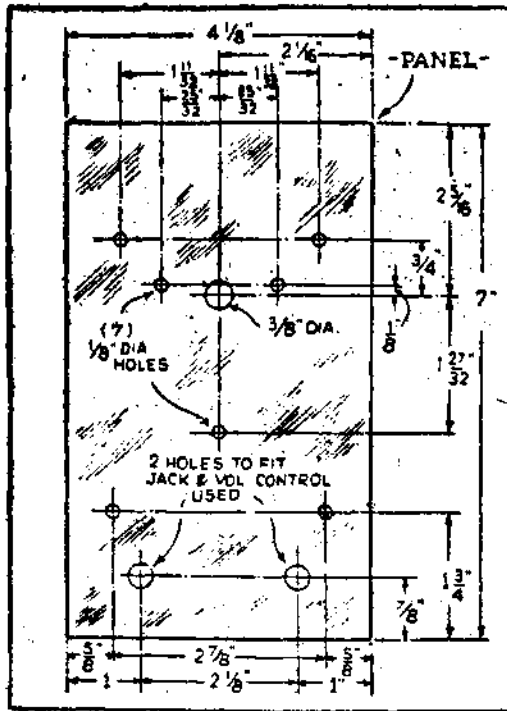 4 1/8"
2 1/16"
-PANEL-
1 11/32" 1 11/32"
25/32" 25/32"
2 5/16"
3/4"
7"
3/8" DIA.
1/8
(7)
1/8" DIA
HOLES
1 27/32"
2 HOLES TO FIT
JACK & VOL CONTROL
USED
1 3/4"
7/8"
5/8" 2 7/8" 5/8"
1 2 1/8" 1"